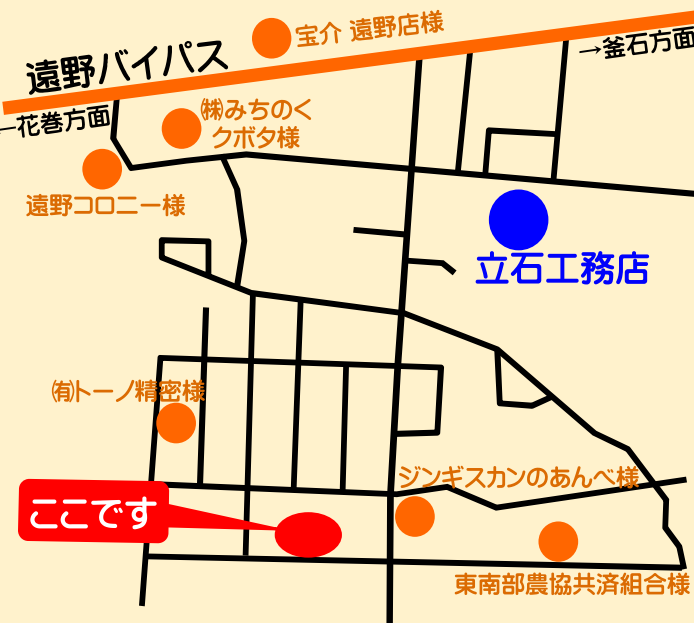 宝介 遠野店様
遠野バイパス
→釜石方面
←花巻方面
㈱みちのく
クボタ様
遠野コロニー様
立石工務店
㈲トーノ精密様
ジンギスカンのあんべ様
ここです
東南部農協共済組合様